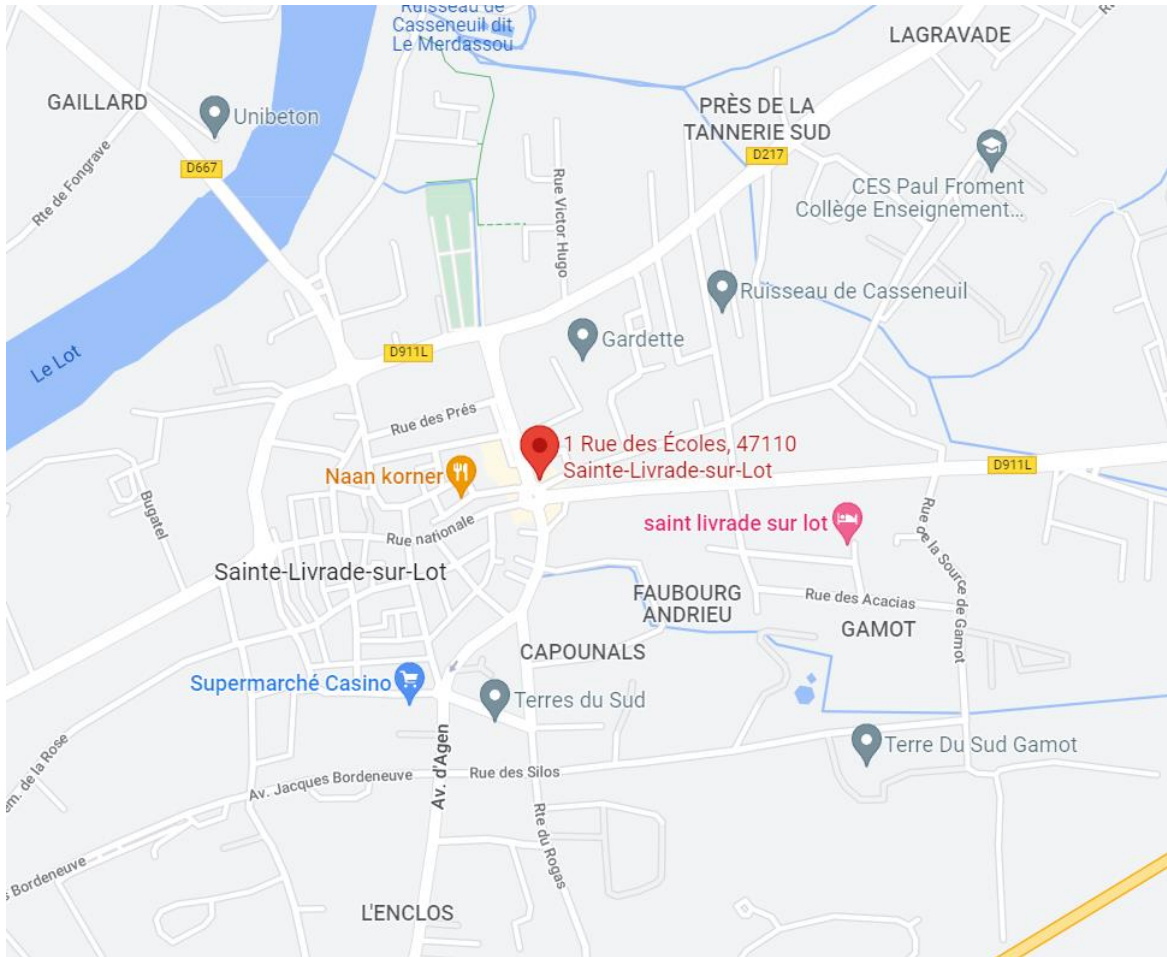 Ruisseau de
Casseneuil dit
Le Merdassou
LAGRAVADE
GAILLARD
Unibeton
PRÈS DE LA
TANNERIE SUD
D217
D667
Rte de Fongrave
Rue Victor Hugo
CES Paul Froment
Collège Enseignement...
Ruisseau de Casseneuil
Gardette
D911L
Le Lot
Rue des Prés
1 Rue des Écoles, 47110
Sainte-Livrade-sur-Lot
Naan korner
D911L
Bugatel
Rue nationale
saint livrade sur lot
Rue de la Source de Gamot
Sainte-Livrade-sur-Lot
FAUBOURG
ANDRIEU
Rue des Acacias
GAMOT
CAPOUNALS
Supermarché Casino
Terres du Sud
Terre Du Sud Gamot
em. de la Rose
Av. d'Agen
Av. Jacques Bordeneuve
Rue des Silos
Rte du Rogas
s Bordeneuve
L'ENCLOS